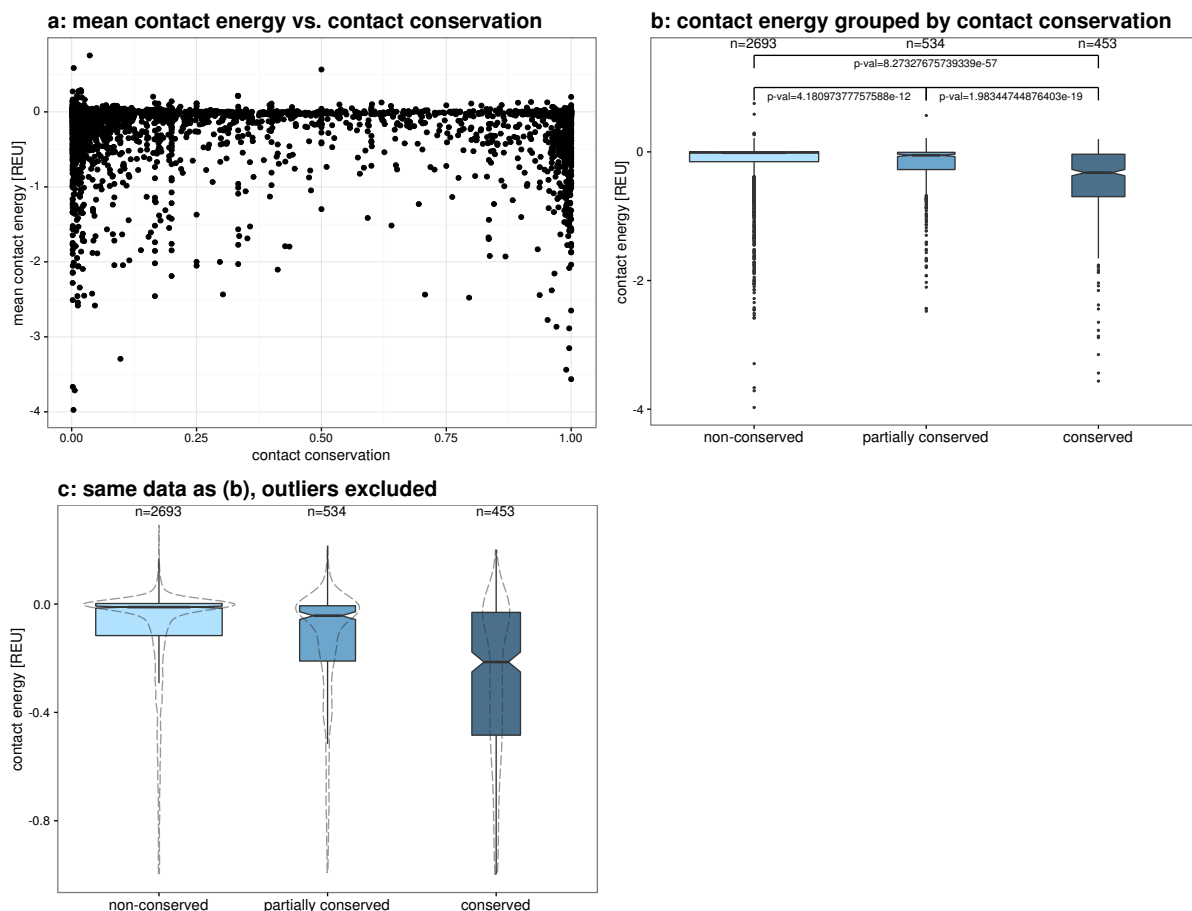 a: mean contact energy vs. contact conservation
mean contact energy [REU]
0
-1
-2
-3
-4
0.00 0.25 0.50 0.75 1.00
contact conservation
b: contact energy grouped by contact conservation
n=2693 n=534 n=453
p-val=8.27327675739339e-57
p-val=4.18097377757588e-12 p-val=1.98344744876403e-19
contact energy [REU]
0
-2
-4
non-conserved partially conserved conserved
c: same data as (b), outliers excluded
n=2693 n=534 n=453
contact energy [REU]
0.0
-0.4
-0.8
non-conserved partially conserved conserved